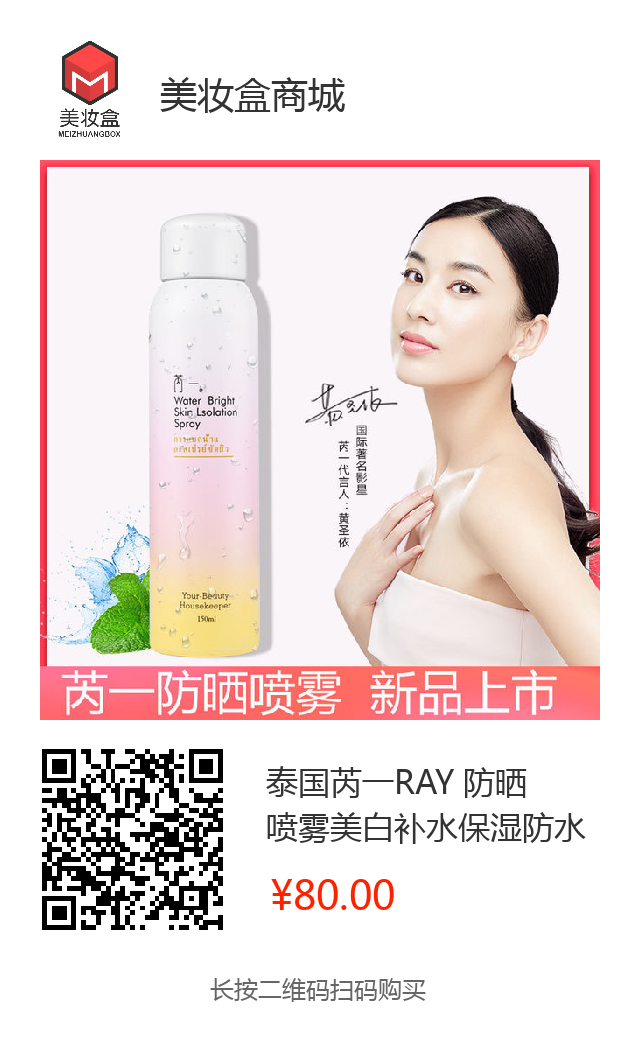 美妆盒
MEIZHUANGBOX
美妆盒商城
芮一
Water Bright
Skin Lsolation
Spray
Your Beauty
Housekeeper
150ml
黄圣依
国际著名影星
芮一代言人：黄圣依
芮一防晒喷雾 新品上市
泰国芮一RAY 防晒
喷雾美白补水保湿防水
¥80.00
长按二维码扫码购买